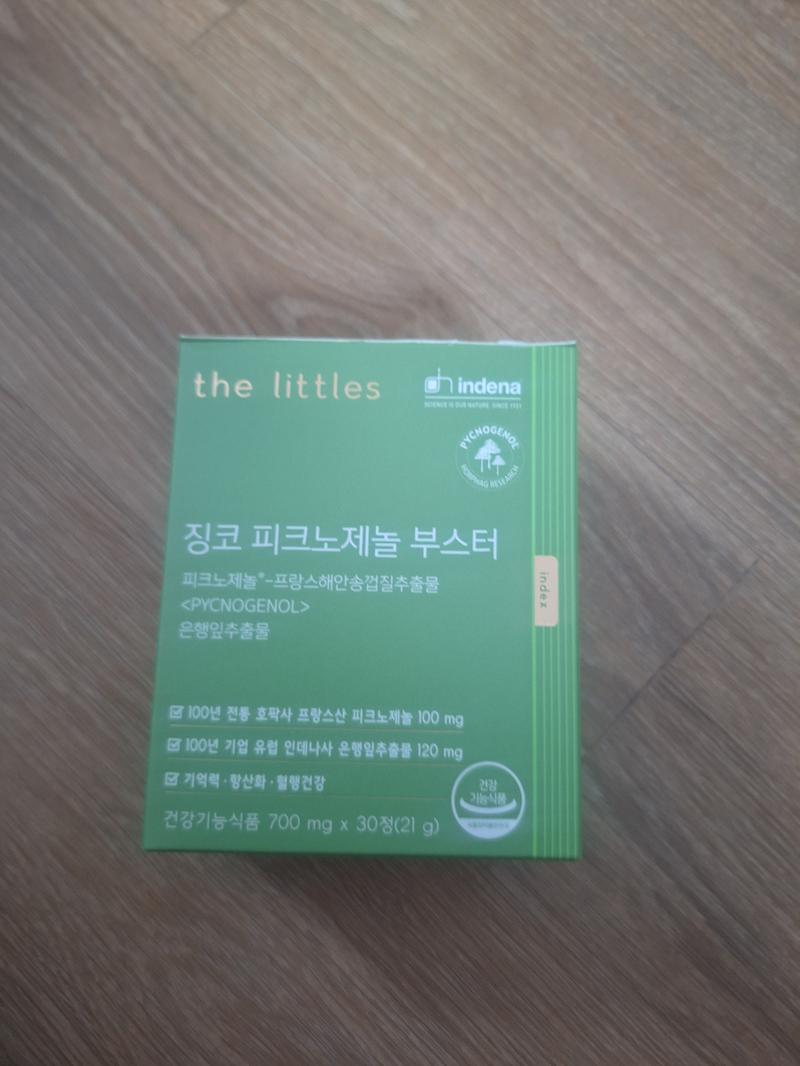 the littles
indena
SCIENCE IS OUR NATURE. SINCE 1921
PYCNOGENOL
HORPHAG RESEARCH
징코 피크노제놀 부스터
피크노제놀®-프랑스해안송껍질추출물
<PYCNOGENOL>
은행잎추출물
index
100년 전통 호팍사 프랑스산 피크노제놀 100 mg
100년 기업 유럽 인데나사 은행잎추출물 120 mg
기억력·항산화·혈행건강
건강
기능식품
건강기능식품 700 mg x 30정(21 g)